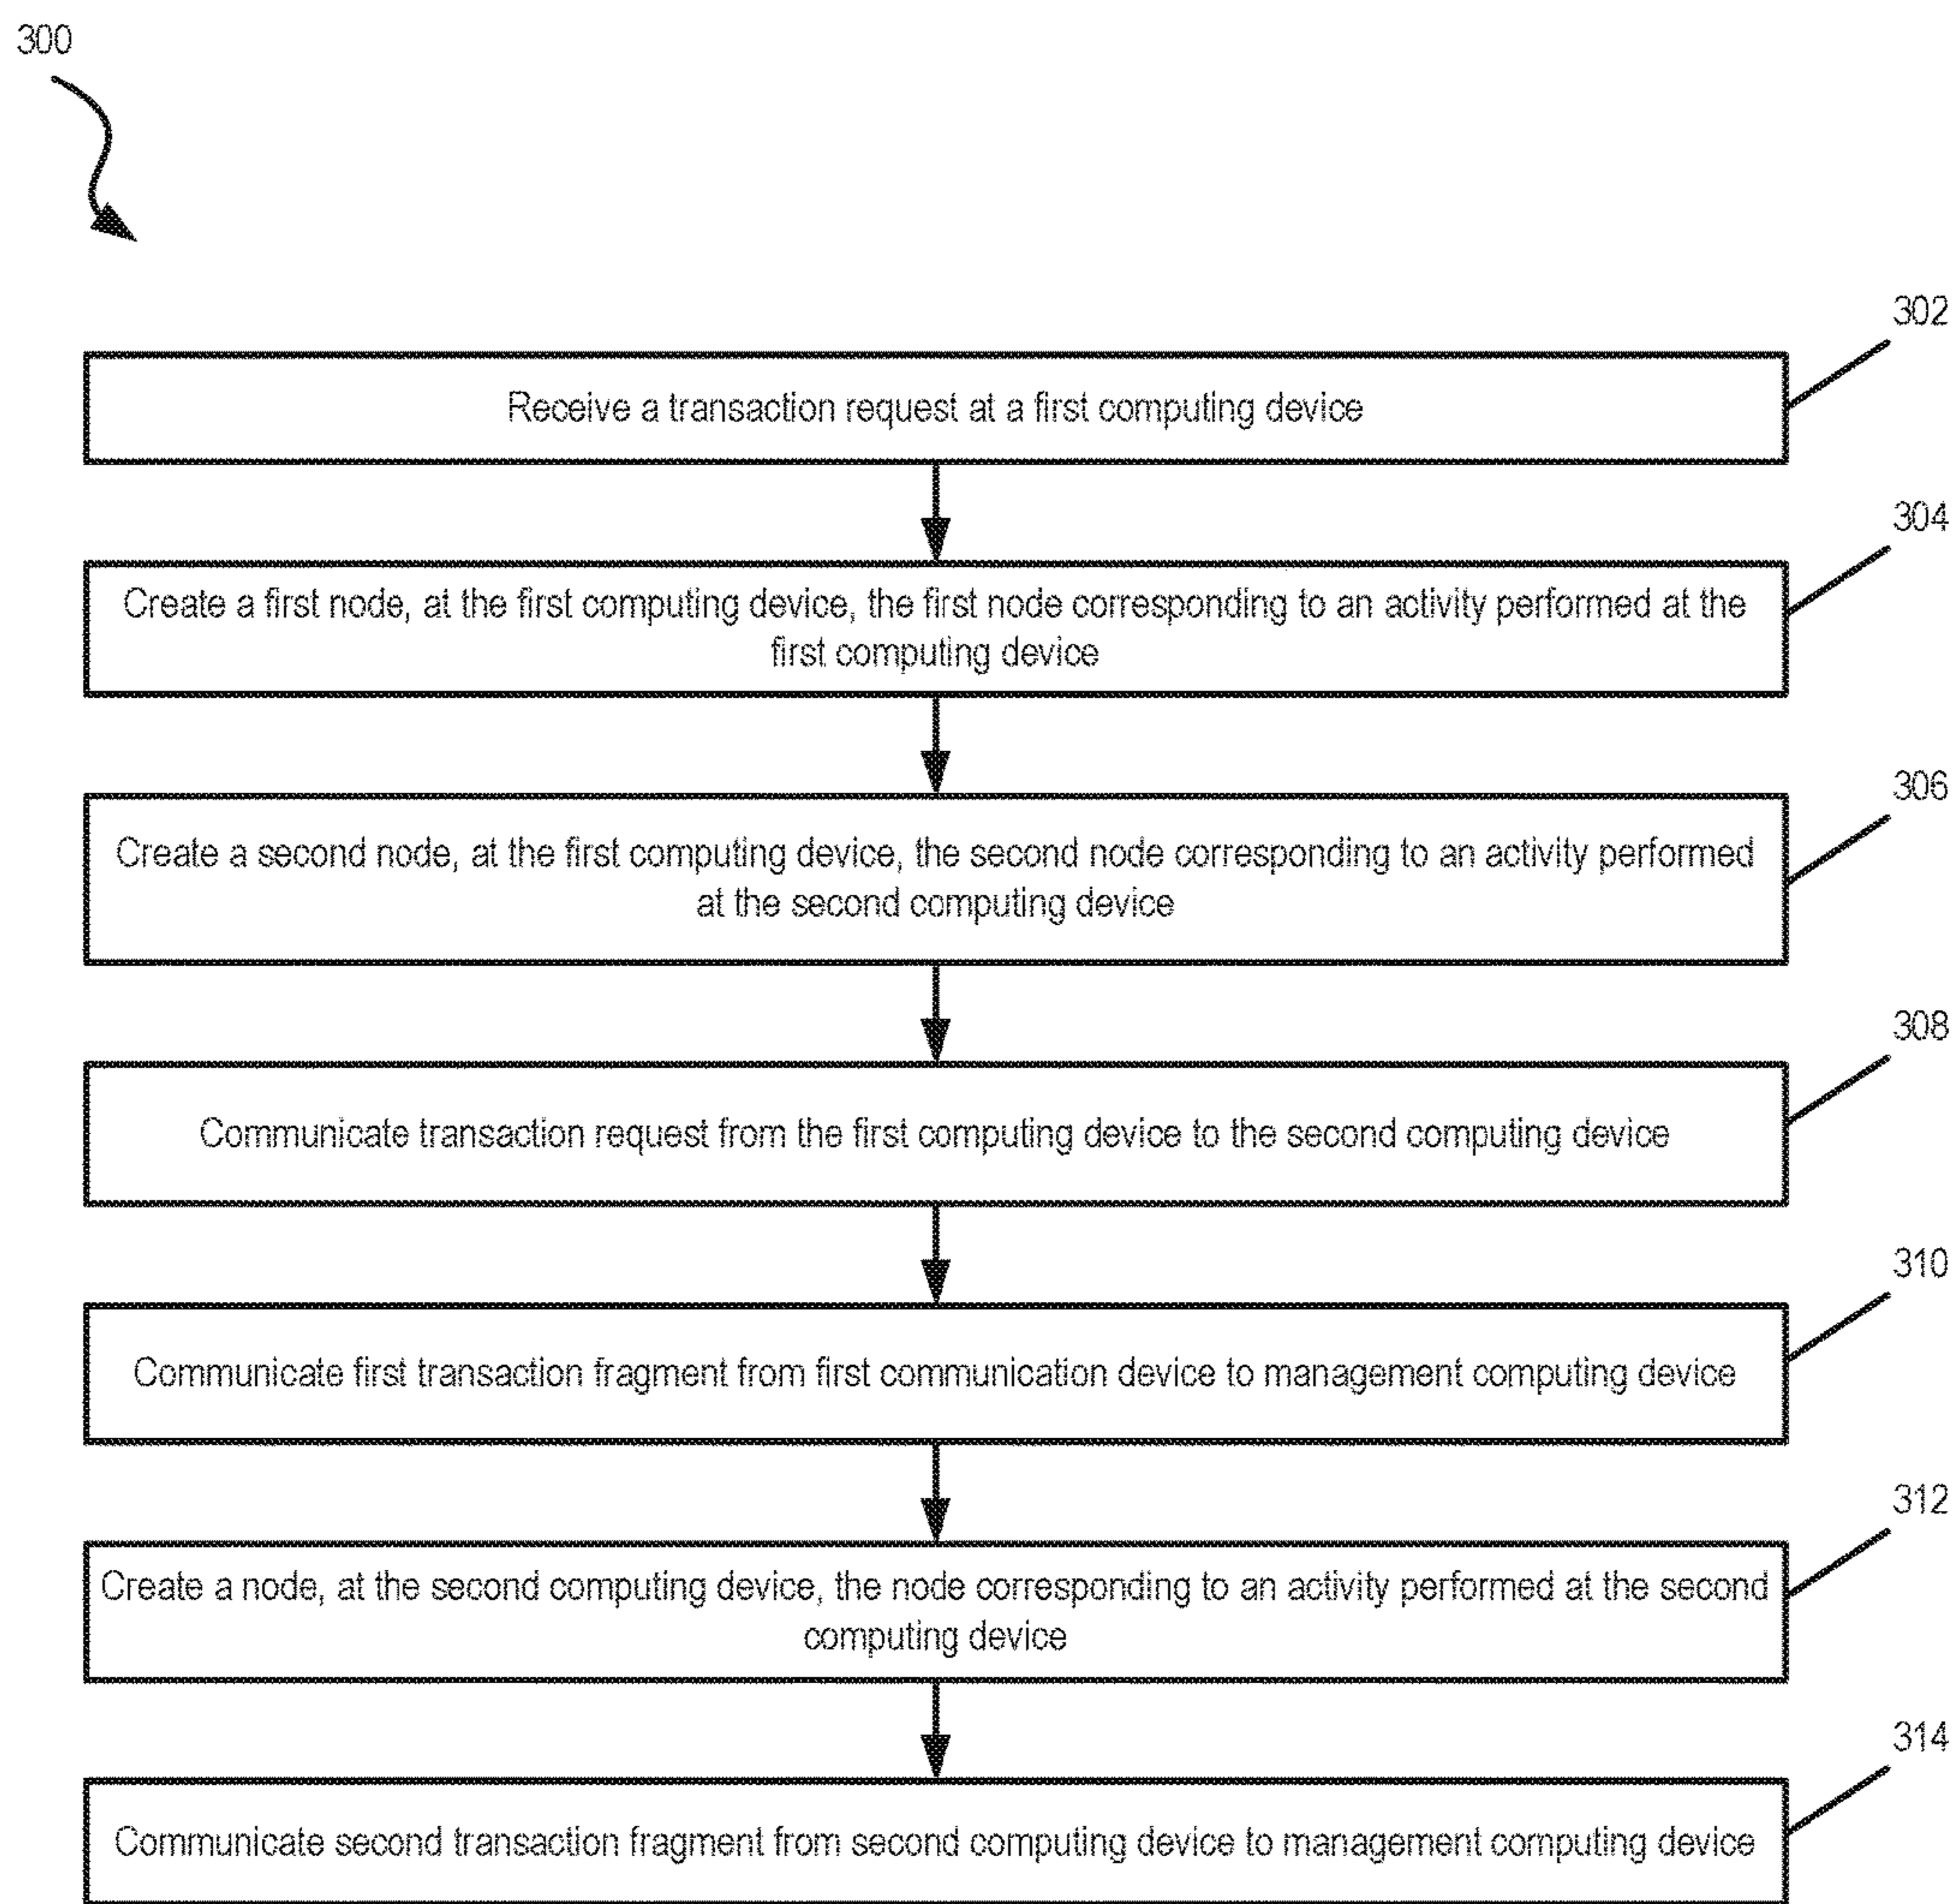 300
302
Receive a transaction request at a first computing device
304
Create a first node, at the first computing device, the first node corresponding to an activity performed at the
first computing device
306
Create a second node, at the first computing device, the second node corresponding to an activity performed
at the second computing device
308
Communicate transaction request from the first computing device to the second computing device
310
Communicate first transaction fragment from first communication device to management computing device
312
Create a node, at the second computing device, the node corresponding to an activity performed at the second
computing device
314
Communicate second transaction fragment from second computing device to management computing device